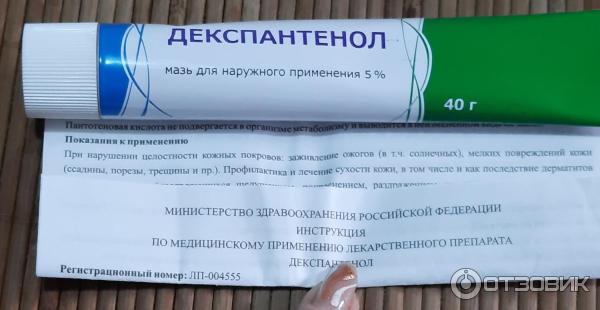 ДЕКСПАНТЕНОЛ
мазь для наружного применения 5 %
40 г
Пантотеновая кислота не подвергается в организме метаболизму и выводится в неизмененном виде
Показания к применению
При нарушении целостности кожных покровов: заживление ожогов (в т.ч. солнечных), мелких повреждений кожи
(ссадины, порезы, трещины и пр.). Профилактика и лечение сухости кожи, в том числе и как последствие дерматитов
МИНИСТЕРСТВО ЗДРАВООХРАНЕНИЯ РОССИЙСКОЙ ФЕДЕРАЦИИ
ИНСТРУКЦИЯ
ПО МЕДИЦИНСКОМУ ПРИМЕНЕНИЮ ЛЕКАРСТВЕННОГО ПРЕПАРАТА
ДЕКСПАНТЕНОЛ
Регистрационный номер: ЛП-004555
ОТЗОВИК